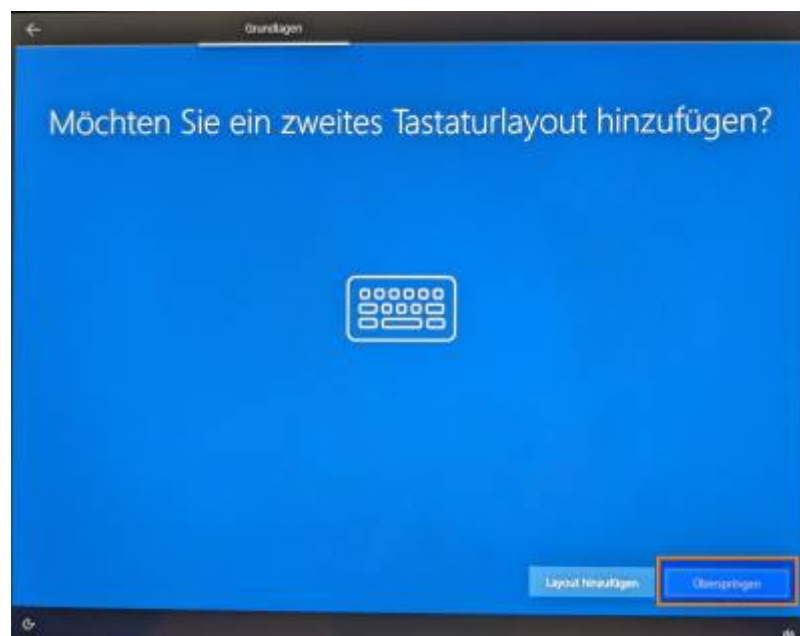 Grundlagen
Möchten Sie ein zweites Tastaturlayout hinzufügen?
Layout hinzufügen
Überspringen